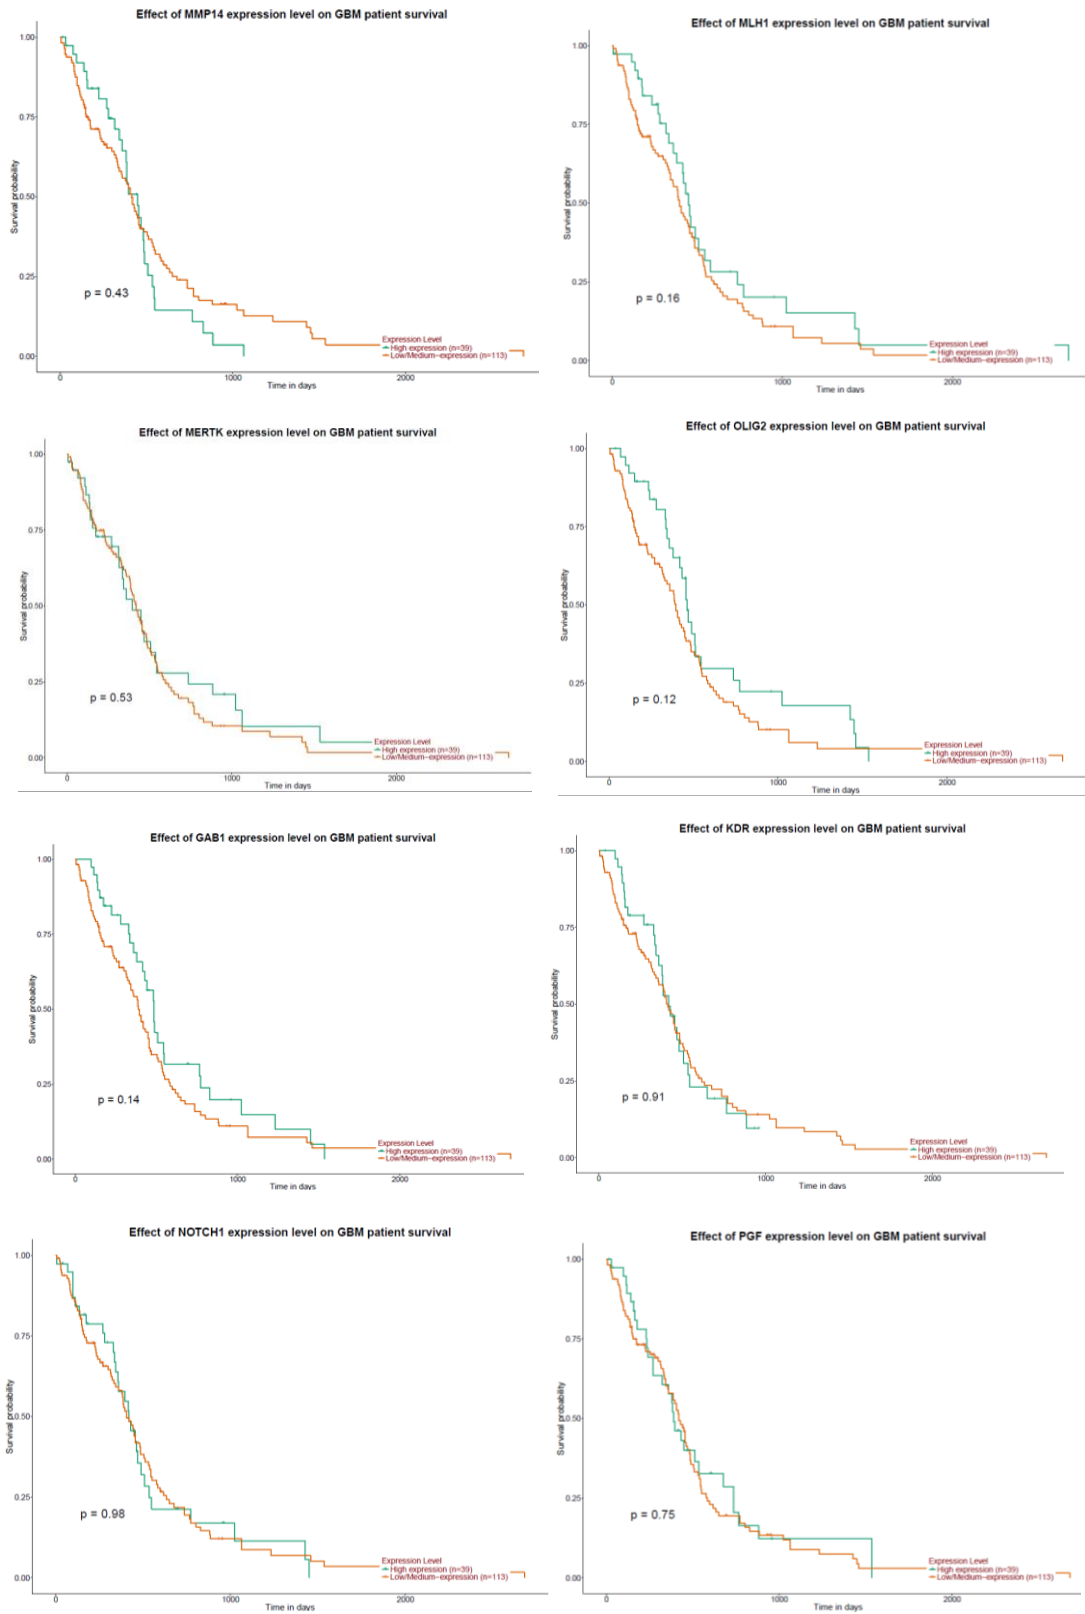 Effect of MMP14 expression level on GBM patient survival
1.00
0.75
0.50
0.25
0.00
Survival probability
p = 0.43
Expression Level
High expression (n=39)
Low/Medium-expression (n=113)
0
1000
2000
Time in days
Effect of MLH1 expression level on GBM patient survival
1.00
0.75
0.50
0.25
0.00
Survival probability
p = 0.16
Expression Level
High expression (n=39)
Low/Medium-expression (n=113)
0
1000
2000
Time in days
Effect of MERTK expression level on GBM patient survival
1.00
0.75
0.50
0.25
0.00
Survival probability
p = 0.53
Expression Level
High expression (n=39)
Low/Medium-expression (n=113)
0
1000
2000
Time in days
Effect of OLIG2 expression level on GBM patient survival
1.00
0.75
0.50
0.25
0.00
Survival probability
p = 0.12
Expression Level
High expression (n=39)
Low/Medium-expression (n=113)
0
1000
2000
Time in days
Effect of GAB1 expression level on GBM patient survival
1.00
0.75
0.50
0.25
0.00
Survival probability
p = 0.14
Expression Level
High expression (n=39)
Low/Medium-expression (n=113)
0
1000
2000
Time in days
Effect of KDR expression level on GBM patient survival
1.00
0.75
0.50
0.25
0.00
Survival probability
p = 0.91
Expression Level
High expression (n=39)
Low/Medium-expression (n=113)
0
1000
2000
Time in days
Effect of NOTCH1 expression level on GBM patient survival
1.00
0.75
0.50
0.25
0.00
Survival probability
p = 0.98
Expression Level
High expression (n=39)
Low/Medium-expression (n=113)
0
1000
2000
Time in days
Effect of PGF expression level on GBM patient survival
1.00
0.75
0.50
0.25
0.00
Survival probability
p = 0.75
Expression Level
High expression (n=39)
Low/Medium-expression (n=113)
0
1000
2000
Time in days